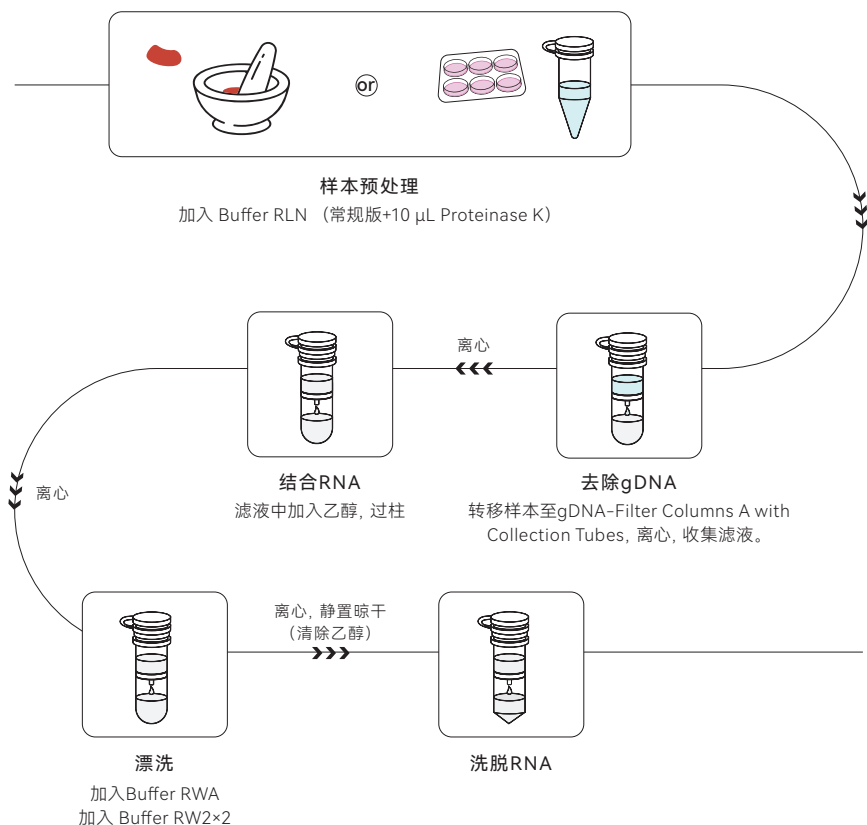 or
样本预处理
加入 Buffer RLN （常规版+10 μL Proteinase K）
离心
去除gDNA
转移样本至gDNA-Filter Columns A with
Collection Tubes, 离心, 收集滤液。
结合RNA
滤液中加入乙醇, 过柱
离心
漂洗
加入Buffer RWA
加入 Buffer RW2×2
离心, 静置晾干
（清除乙醇）
洗脱RNA